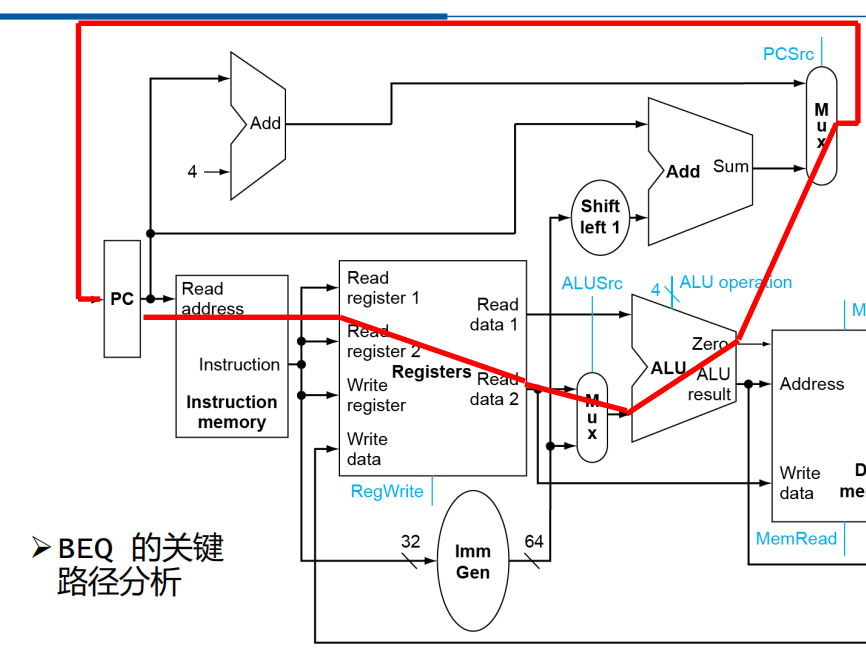 PCSrc
M
u
x
Add
4
Add
Sum
Shift
left 1
PC
Read
address
Instruction
Instruction
memory
Read
register 1
Read
register 2
Write
register
Write
data
Registers
Read
data 1
Read
data 2
RegWrite
ALUSrc
M
u
x
4
ALU operation
Zero
ALU
ALU
result
M
Address
Write
data
D
me
MemRead
32
Imm
Gen
64
➢ BEQ 的关键
路径分析